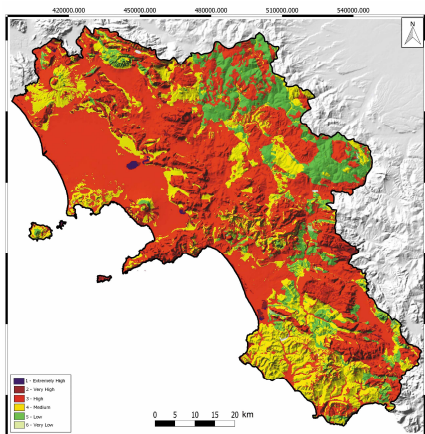 420000.000 450000.000 480000.000 510000.000 540000.000
N
1 - Extremely High
2 - Very High
3 - High
4 - Medium
5 - Low
6 - Very Low
0 5 10 15 20 km